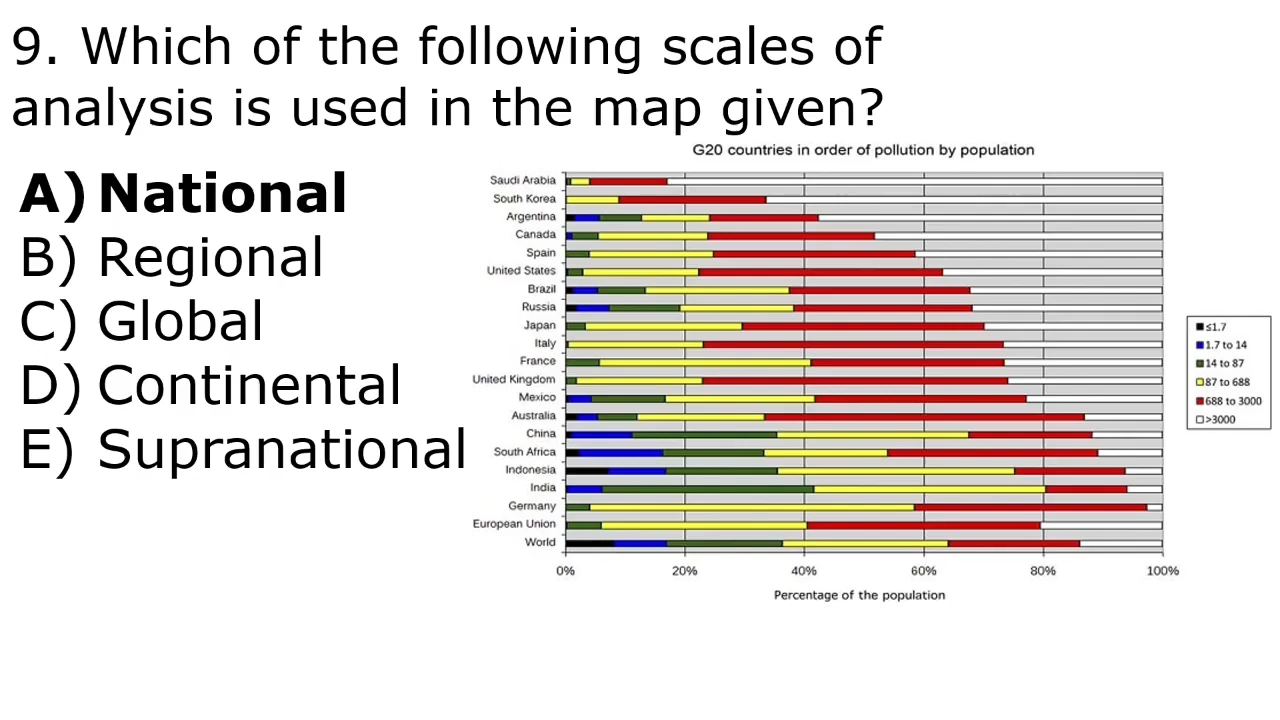 9. Which of the following scales of
analysis is used in the map given?
A) National
B) Regional
C) Global
D) Continental
E) Supranational
G20 countries in order of pollution by population
Saudi Arabia
South Korea
Argentina
Canada
Spain
United States
Brazil
Russia
Japan
Italy
France
United Kingdom
Mexico
Australia
China
South Africa
Indonesia
India
Germany
European Union
World
0% 20% 40% 60% 80% 100%
Percentage of the population
≤1.7
1.7 to 14
14 to 87
87 to 688
688 to 3000
>3000